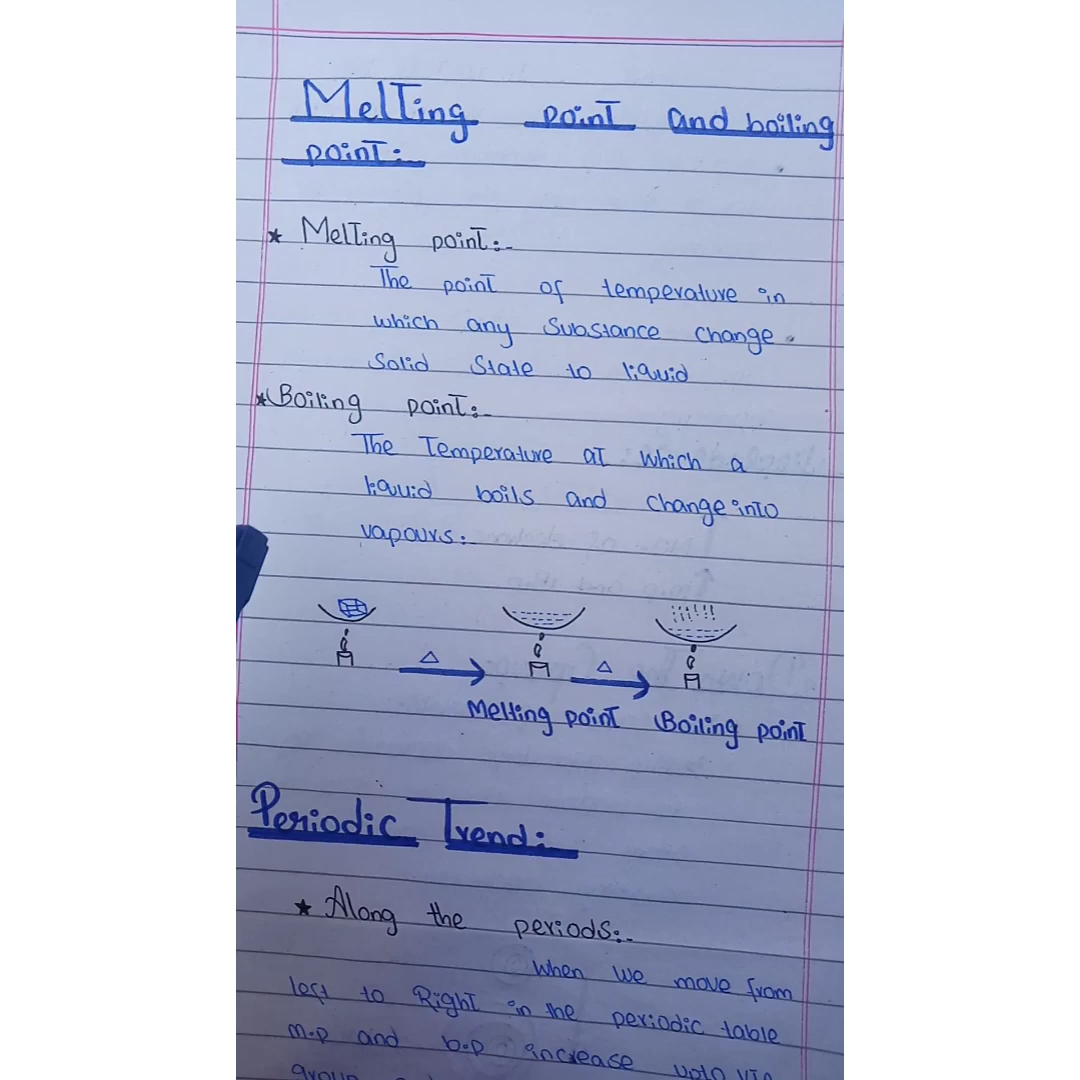 Melting point and boiling
point:-
* Melting point:-
The point of temperature in
which any Substance change
Solid State to liquid
* Boiling point:-
The Temperature at which a
liquid boils and change into
vapours:
△ △
Melting point Boiling point
Periodic Trend:-
* Along the periods:-
When we move from
left to Right in the periodic table
m.p and b.p increase upto
group